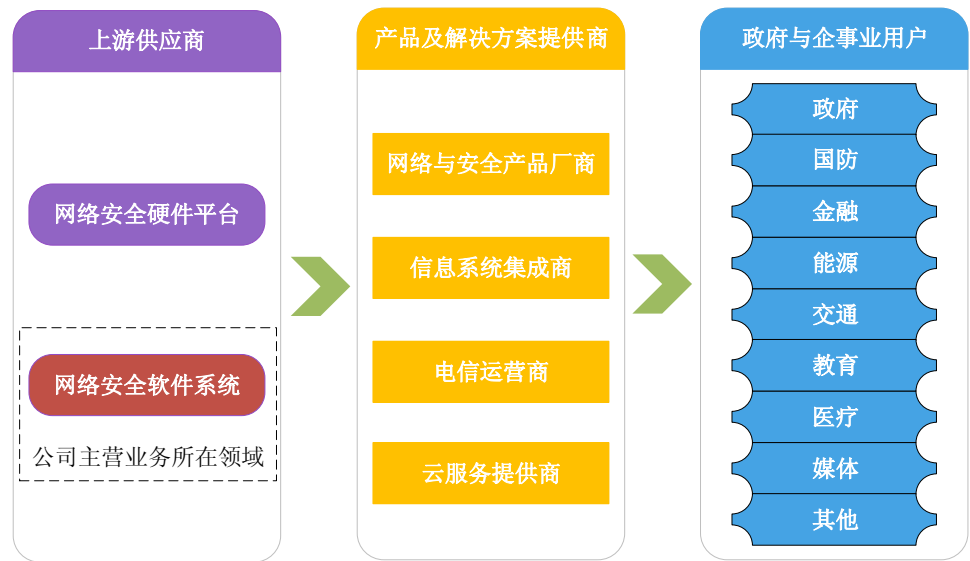 上游供应商
网络安全硬件平台
网络安全软件系统
公司主营业务所在领域
产品及解决方案提供商
网络与安全产品厂商
信息系统集成商
电信运营商
云服务提供商
政府与企事业用户
政府
国防
金融
能源
交通
教育
医疗
媒体
其他